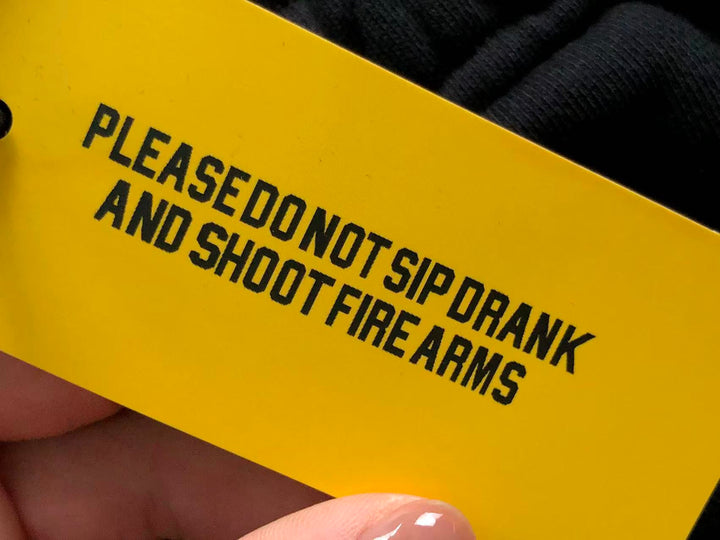 PLEASE DO NOT SIP DRANK
AND SHOOT FIRE ARMS